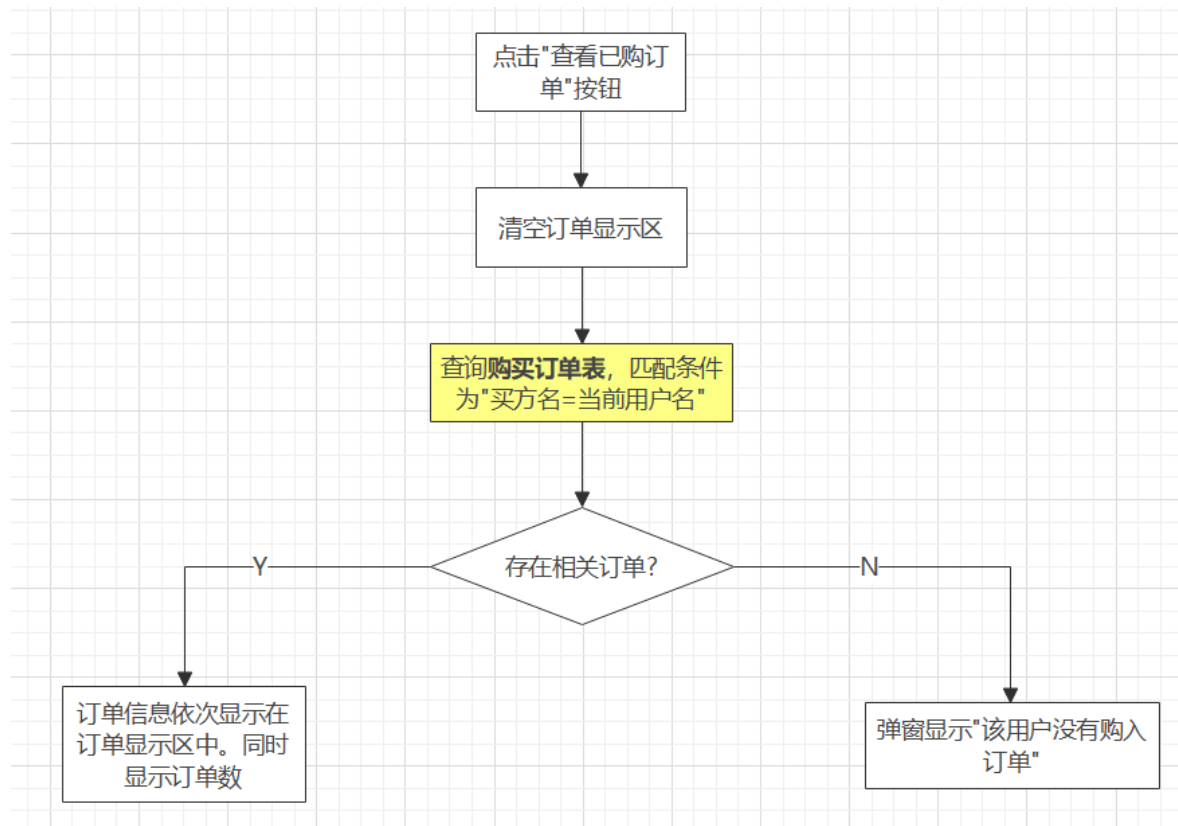 点击"查看已购订
单"按钮
清空订单显示区
查询购买订单表，匹配条件
为"买方名=当前用户名"
存在相关订单?
Y
N
订单信息依次显示在
订单显示区中。同时
显示订单数
弹窗显示"该用户没有购入
订单"